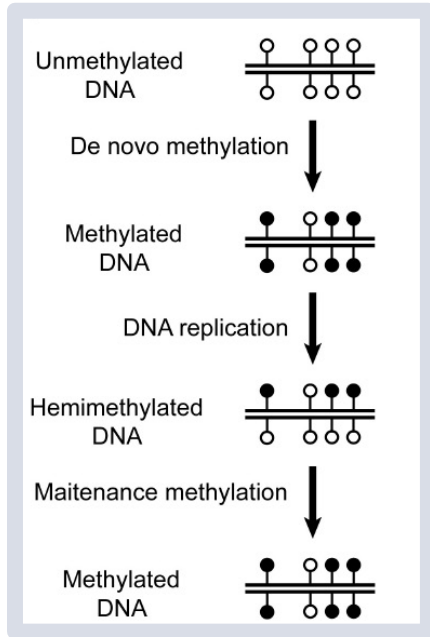 Unmethylated
DNA
De novo methylation
Methylated
DNA
DNA replication
Hemimethylated
DNA
Maitenance methylation
Methylated
DNA